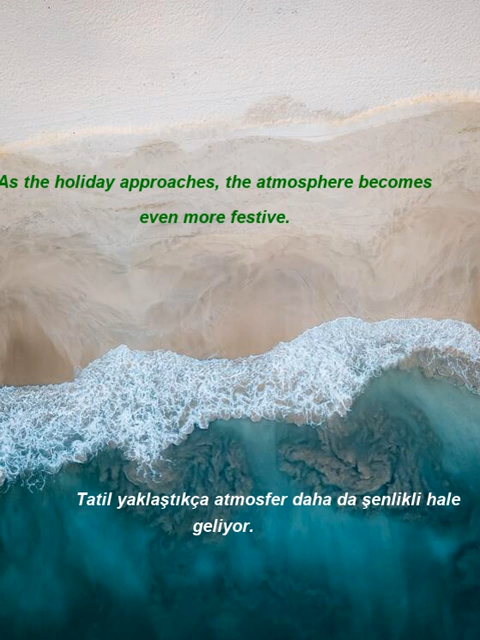 As the holiday approaches, the atmosphere becomes
even more festive.
Tatil yaklaştıkça atmosfer daha da şenlikli hale
geliyor.